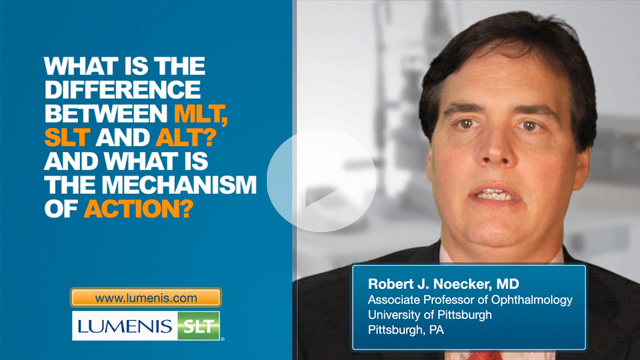 WHAT IS THE
DIFFERENCE
BETWEEN MLT,
SLT AND ALT?
AND WHAT IS
THE MECHANISM
OF ACTION?
www.lumenis.com
LUMENIS SLT
Robert J. Noecker, MD
Associate Professor of Ophthalmology
University of Pittsburgh
Pittsburgh, PA